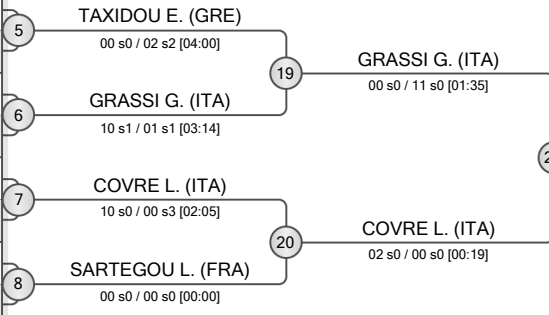 TAXIDOU E. (GRE)
5
00 s0 / 02 s2 [04:00]
19
GRASSI G. (ITA)
00 s0 / 11 s0 [01:35]
GRASSI G. (ITA)
6
10 s1 / 01 s1 [03:14]
COVRE L. (ITA)
7
10 s0 / 00 s3 [02:05]
20
COVRE L. (ITA)
02 s0 / 00 s0 [00:19]
SARTEGOU L. (FRA)
8
00 s0 / 00 s0 [00:00]